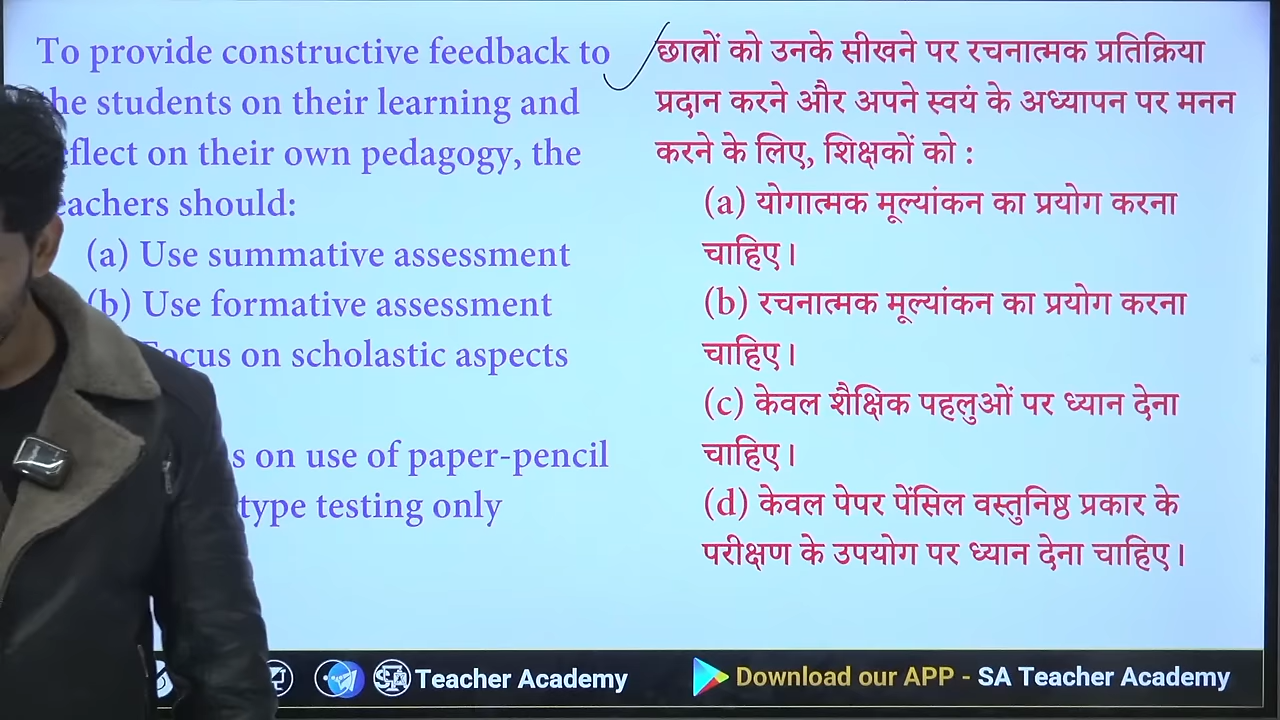 To provide constructive feedback to
the students on their learning and
reflect on their own pedagogy, the
teachers should:
(a) Use summative assessment
(b) Use formative assessment
Focus on scholastic aspects
on use of paper-pencil
type testing only
छात्रों को उनके सीखने पर रचनात्मक प्रतिक्रिया
प्रदान करने और अपने स्वयं के अध्यापन पर मनन
करने के लिए, शिक्षकों को :
(a) योगात्मक मूल्यांकन का प्रयोग करना
चाहिए।
(b) रचनात्मक मूल्यांकन का प्रयोग करना
चाहिए।
(c) केवल शैक्षिक पहलुओं पर ध्यान देना
चाहिए।
(d) केवल पेपर पेंसिल वस्तुनिष्ठ प्रकार के
परीक्षण के उपयोग पर ध्यान देना चाहिए।
SA Teacher Academy
Download our APP - SA Teacher Academy